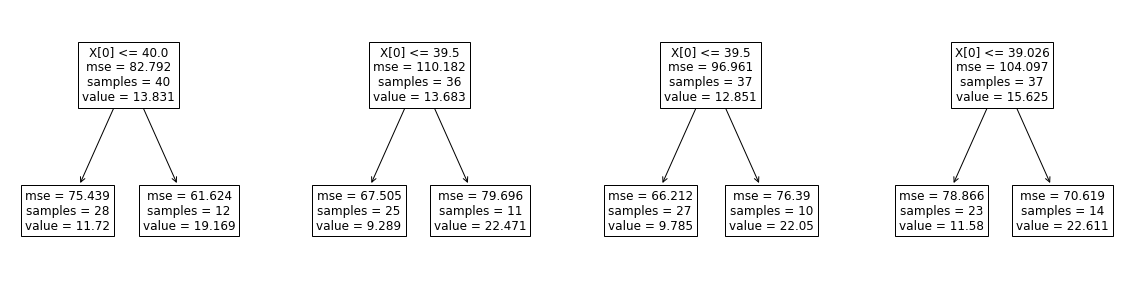 X[0] <= 40.0
mse = 82.792
samples = 40
value = 13.831
mse = 75.439
samples = 28
value = 11.72
mse = 61.624
samples = 12
value = 19.169
X[0] <= 39.5
mse = 110.182
samples = 36
value = 13.683
mse = 67.505
samples = 25
value = 9.289
mse = 79.696
samples = 11
value = 22.471
X[0] <= 39.5
mse = 96.961
samples = 37
value = 12.851
mse = 66.212
samples = 27
value = 9.785
mse = 76.39
samples = 10
value = 22.05
X[0] <= 39.026
mse = 104.097
samples = 37
value = 15.625
mse = 78.866
samples = 23
value = 11.58
mse = 70.619
samples = 14
value = 22.611